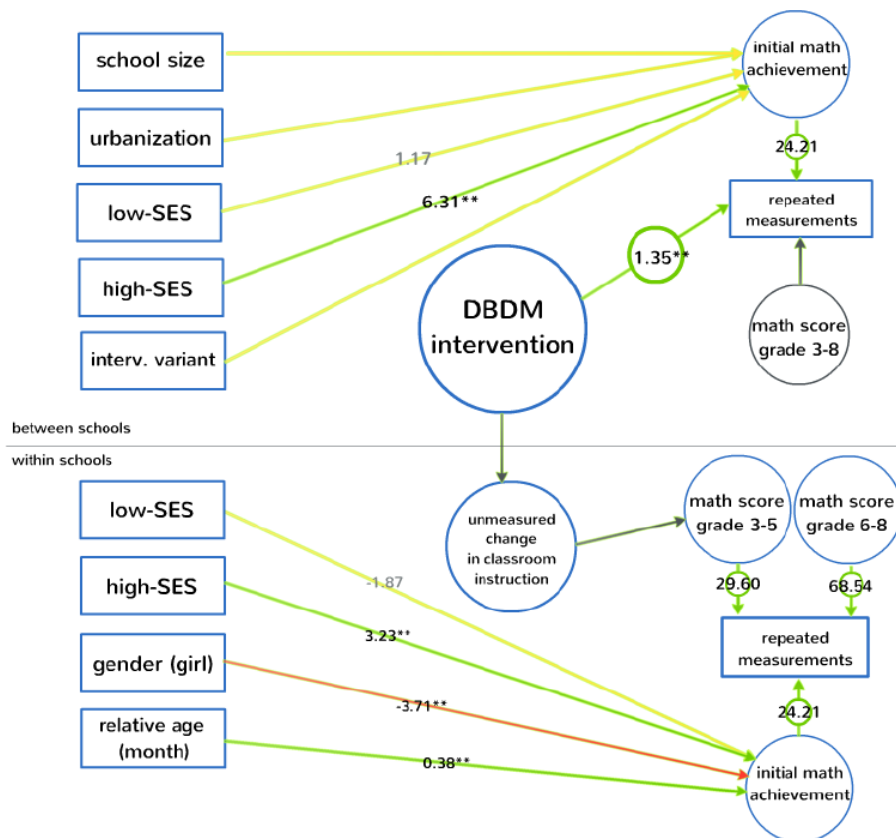 school size
urbanization
low-SES
high-SES
interv. variant
1.17
6.31**
initial math
achievement
24.21
repeated
measurements
1.35**
DBDM
intervention
math score
grade 3-8
between schools
within schools
low-SES
high-SES
gender (girl)
relative age
(month)
-1.87
3.23**
-3.71**
0.38**
unmeasured
change
in classroom
instruction
math score
grade 3-5
math score
grade 6-8
29.60
68.54
repeated
measurements
24.21
initial math
achievement